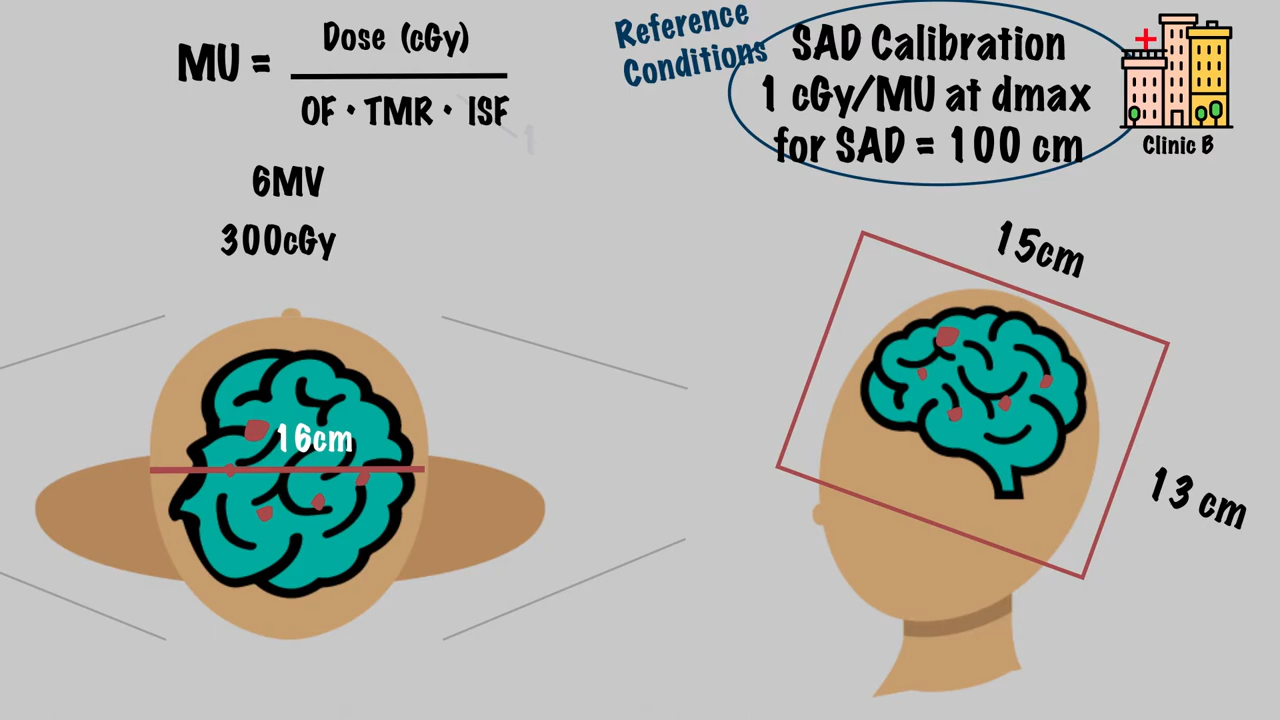 MU = Dose (cGy)
OF · TMR · ISF
1
6MV
300cGy
Reference
Conditions
SAD Calibration
1 cGy/MU at dmax
for SAD = 100 cm
Clinic B
16cm
15cm
13 cm